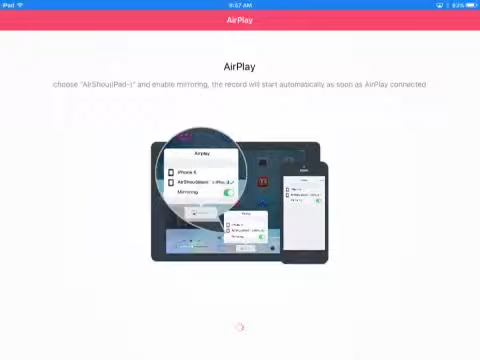 iPad 9:57 AM 83%
AirPlay
AirPlay
choose "AirShou(iPad-)" and enable mirroring, the record will start automatically as soon as AirPlay connected
Airplay
iPhone 6
Mirroring